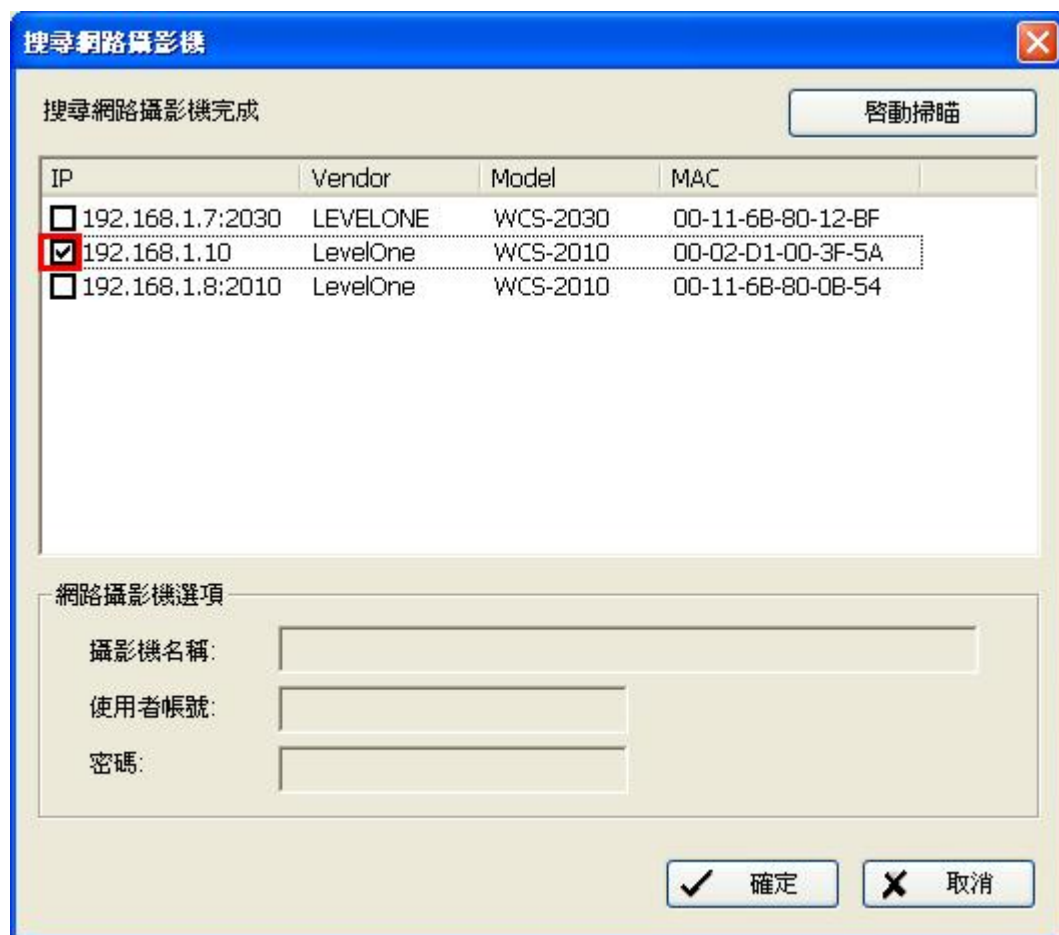 搜尋網路攝影機
搜尋網路攝影機完成
啓動掃瞄
IP Vendor Model MAC
192.168.1.7:2030 LEVELONE WCS-2030 00-11-6B-80-12-BF
192.168.1.10 LevelOne WCS-2010 00-02-D1-00-3F-5A
192.168.1.8:2010 LevelOne WCS-2010 00-11-6B-80-0B-54
網路攝影機選項
攝影機名稱:
使用者帳號:
密碼:
確定 取消